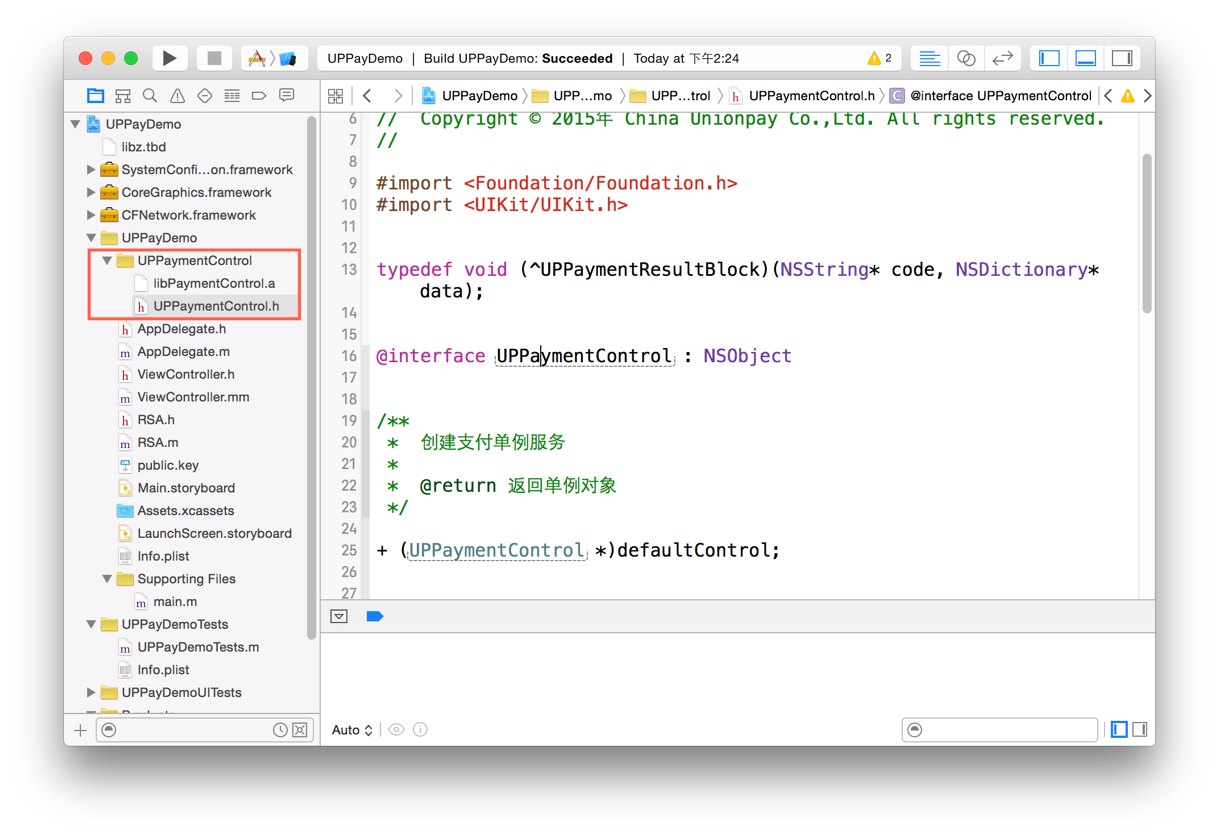 UPPayDemo | Build UPPayDemo: Succeeded | Today at 下午2:24
2
UPPayDemo
UPP...mo
UPP...trol
h UPPaymentControl.h
C @interface UPPaymentControl
UPPayDemo
libz.tbd
SystemConfi...on.framework
CoreGraphics.framework
CFNetwork.framework
UPPayDemo
UPPaymentControl
libPaymentControl.a
h UPPaymentControl.h
h AppDelegate.h
m AppDelegate.m
h ViewController.h
m ViewController.mm
h RSA.h
m RSA.m
public.key
Main.storyboard
Assets.xcassets
LaunchScreen.storyboard
Info.plist
Supporting Files
m main.m
UPPayDemoTests
m UPPayDemoTests.m
Info.plist
UPPayDemoUITests
6 // Copyright © 2015年 China Unionpay Co.,Ltd. All rights reserved.
7 //
8
9 #import <Foundation/Foundation.h>
10 #import <UIKit/UIKit.h>
11
12
13 typedef void (^UPPaymentResultBlock)(NSString* code, NSDictionary*
data);
14
15
16 @interface UPPaymentControl : NSObject
17
18
19 /**
20 * 创建支付单例服务
21 *
22 * @return 返回单例对象
23 */
24
25 + (UPPaymentControl *)defaultControl;
26
27
Auto